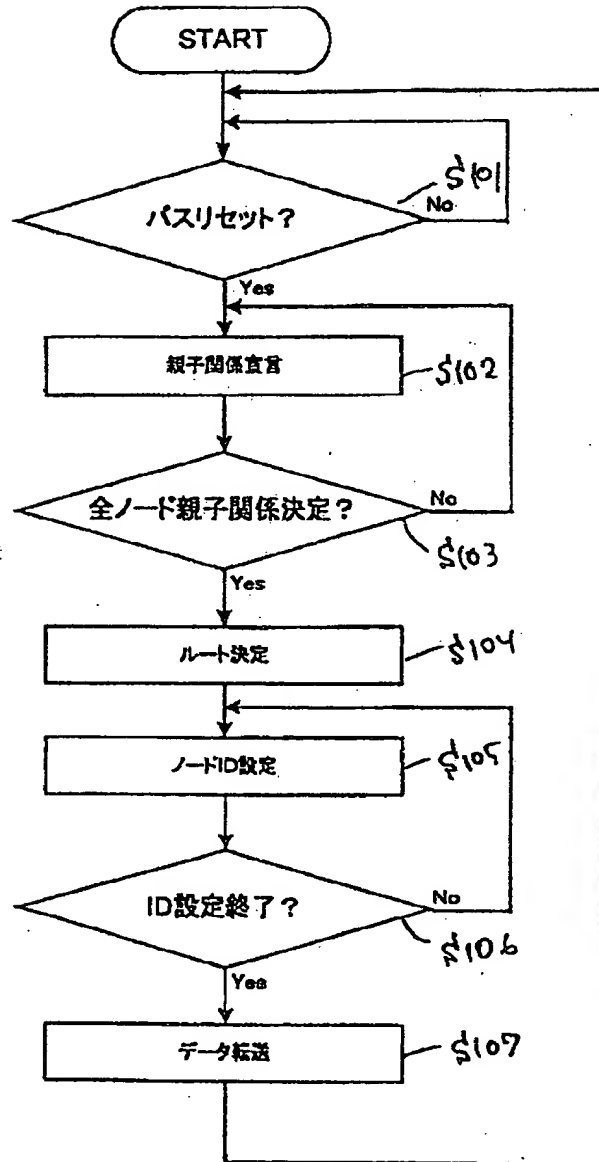 START
バスリセット?
S101
No
Yes
親子関係宣言
S102
全ノード親子関係決定?
No
S103
Yes
ルート決定
S104
ノードID設定
S105
ID設定終了?
No
S106
Yes
データ転送
S107